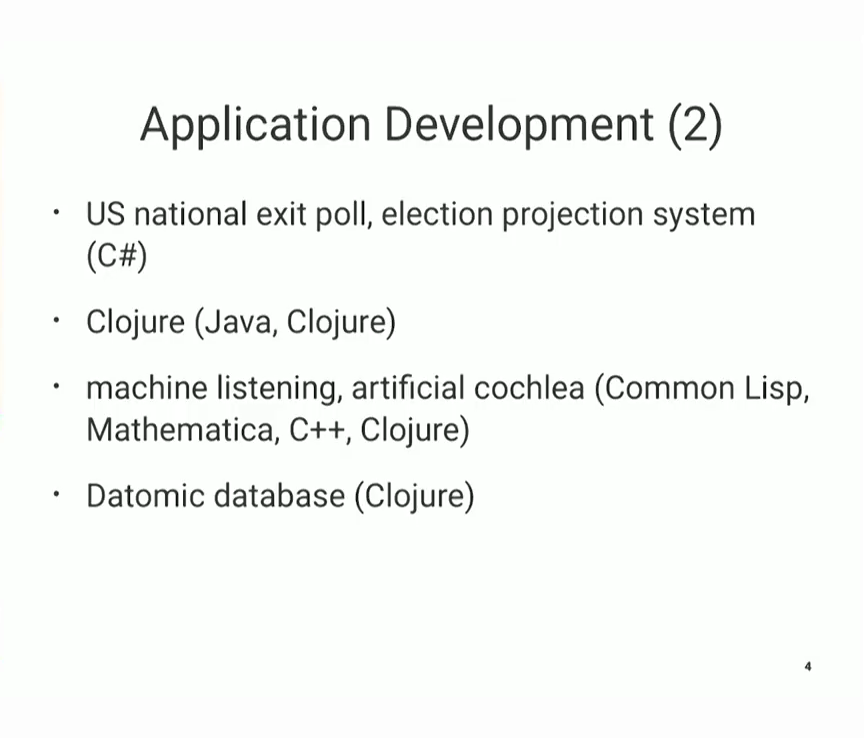 Application Development (2)
• US national exit poll, election projection system
(C#)
• Clojure (Java, Clojure)
• machine listening, artificial cochlea (Common Lisp,
Mathematica, C++, Clojure)
• Datomic database (Clojure)
4